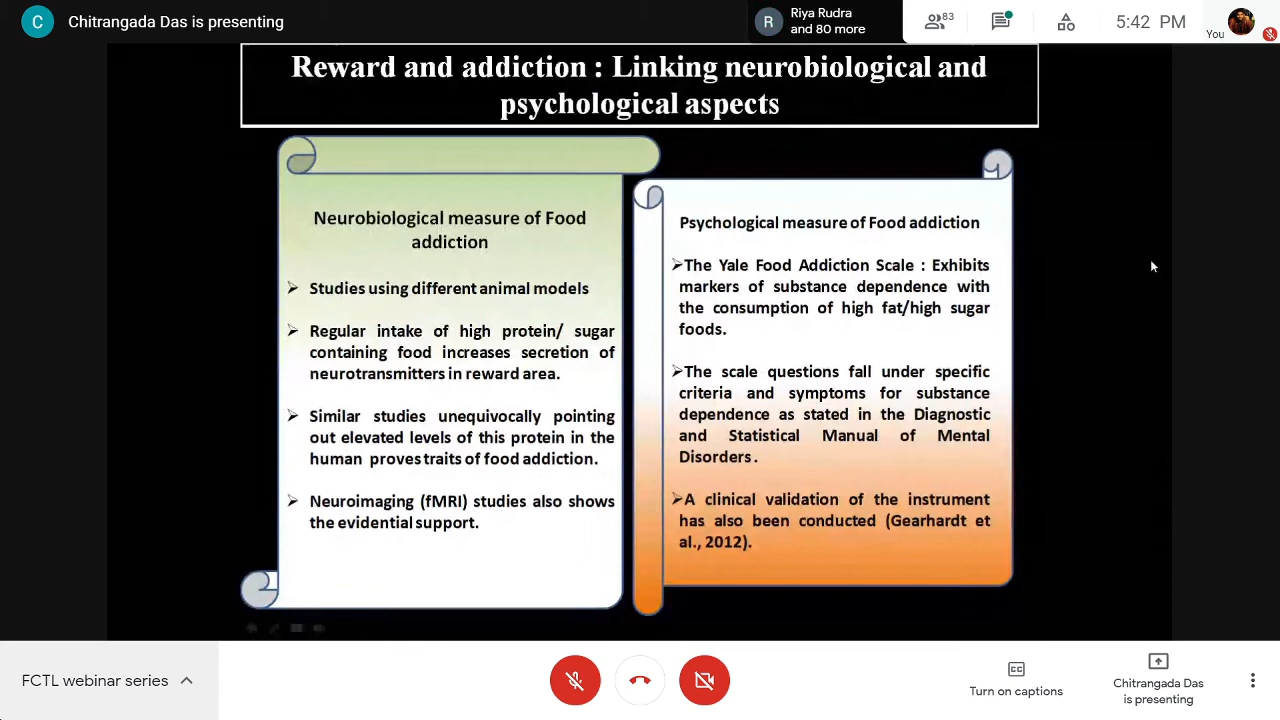 C
Chitrangada Das is presenting
R
Riya Rudra
and 80 more
83
5:42 PM
You
Reward and addiction : Linking neurobiological and
psychological aspects
Neurobiological measure of Food
addiction
Studies using different animal models
Regular intake of high protein/ sugar
containing food increases secretion of
neurotransmitters in reward area.
Similar studies unequivocally pointing
out elevated levels of this protein in the
human proves traits of food addiction.
Neuroimaging (fMRI) studies also shows
the evidential support.
Psychological measure of Food addiction
The Yale Food Addiction Scale : Exhibits
markers of substance dependence with
the consumption of high fat/high sugar
foods.
The scale questions fall under specific
criteria and symptoms for substance
dependence as stated in the Diagnostic
and Statistical Manual of Mental
Disorders .
A clinical validation of the instrument
has also been conducted (Gearhardt et
al., 2012).
FCTL webinar series
CC
Turn on captions
Chitrangada Das
is presenting